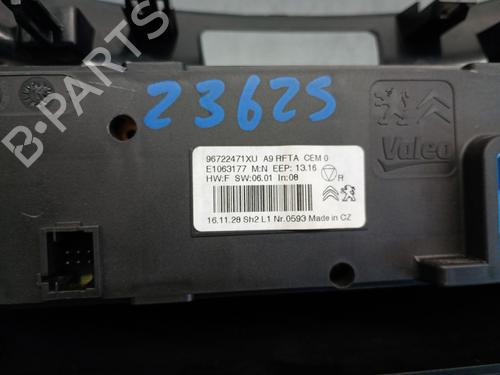 23625
96722471XU A9 RFTA CEM 0
E1063177 M:N EEP: 13.16
HW:F SW:06.01 In:08
R
16.11.28 Sh2 L1 Nr.0593 Made in CZ
Valeo
B-PARTS